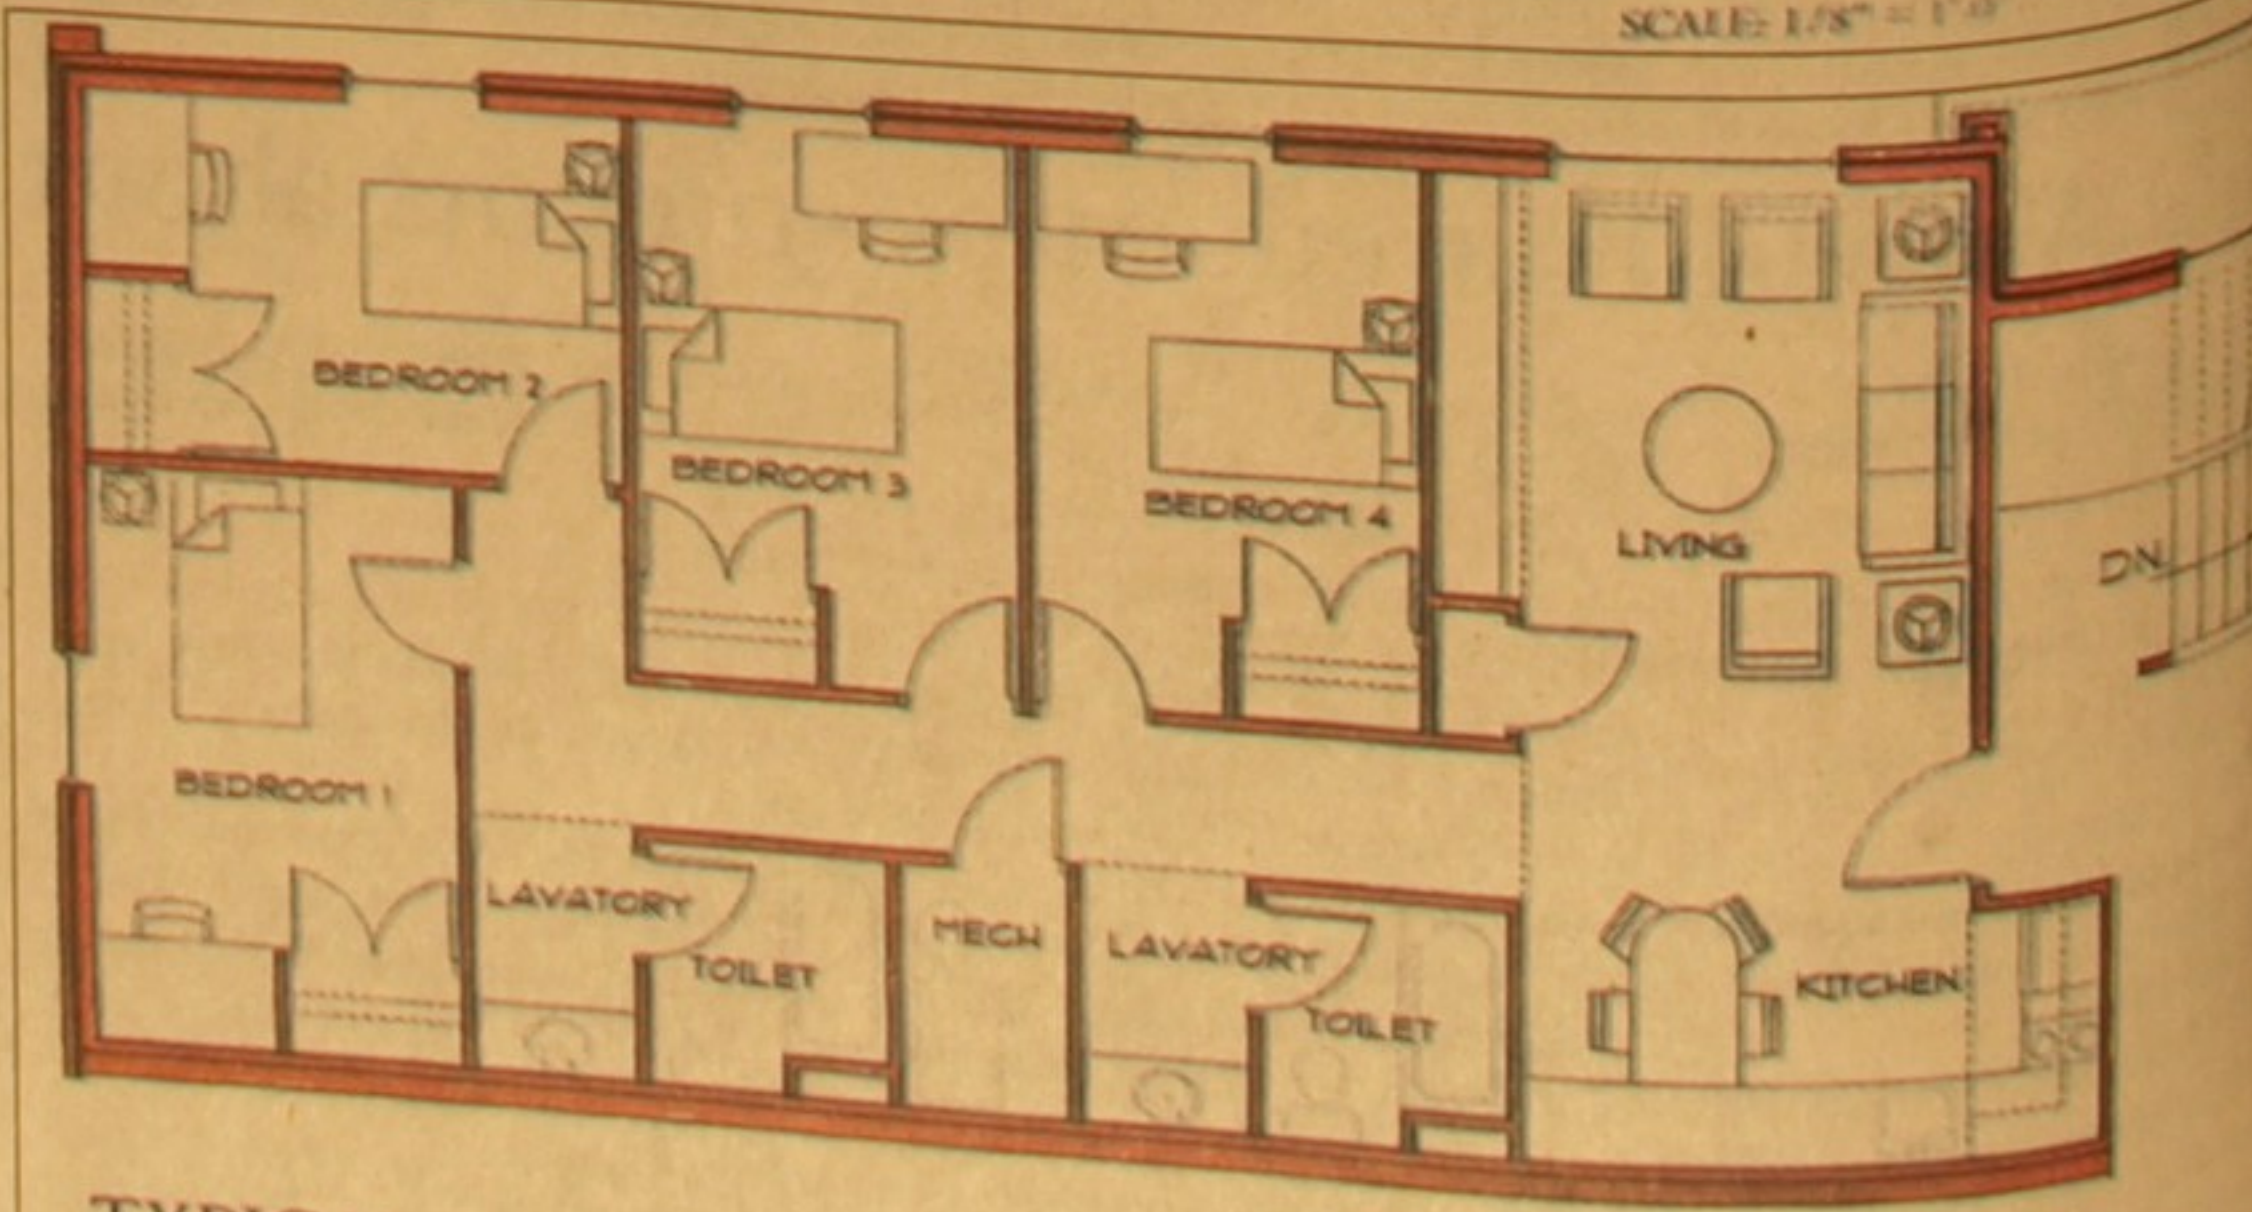 SCALE: 1/8" = 1'-0"
BEDROOM 2
BEDROOM 3
BEDROOM 4
LIVING
DN
BEDROOM 1
LAVATORY
TOILET
MECH
LAVATORY
TOILET
KITCHEN